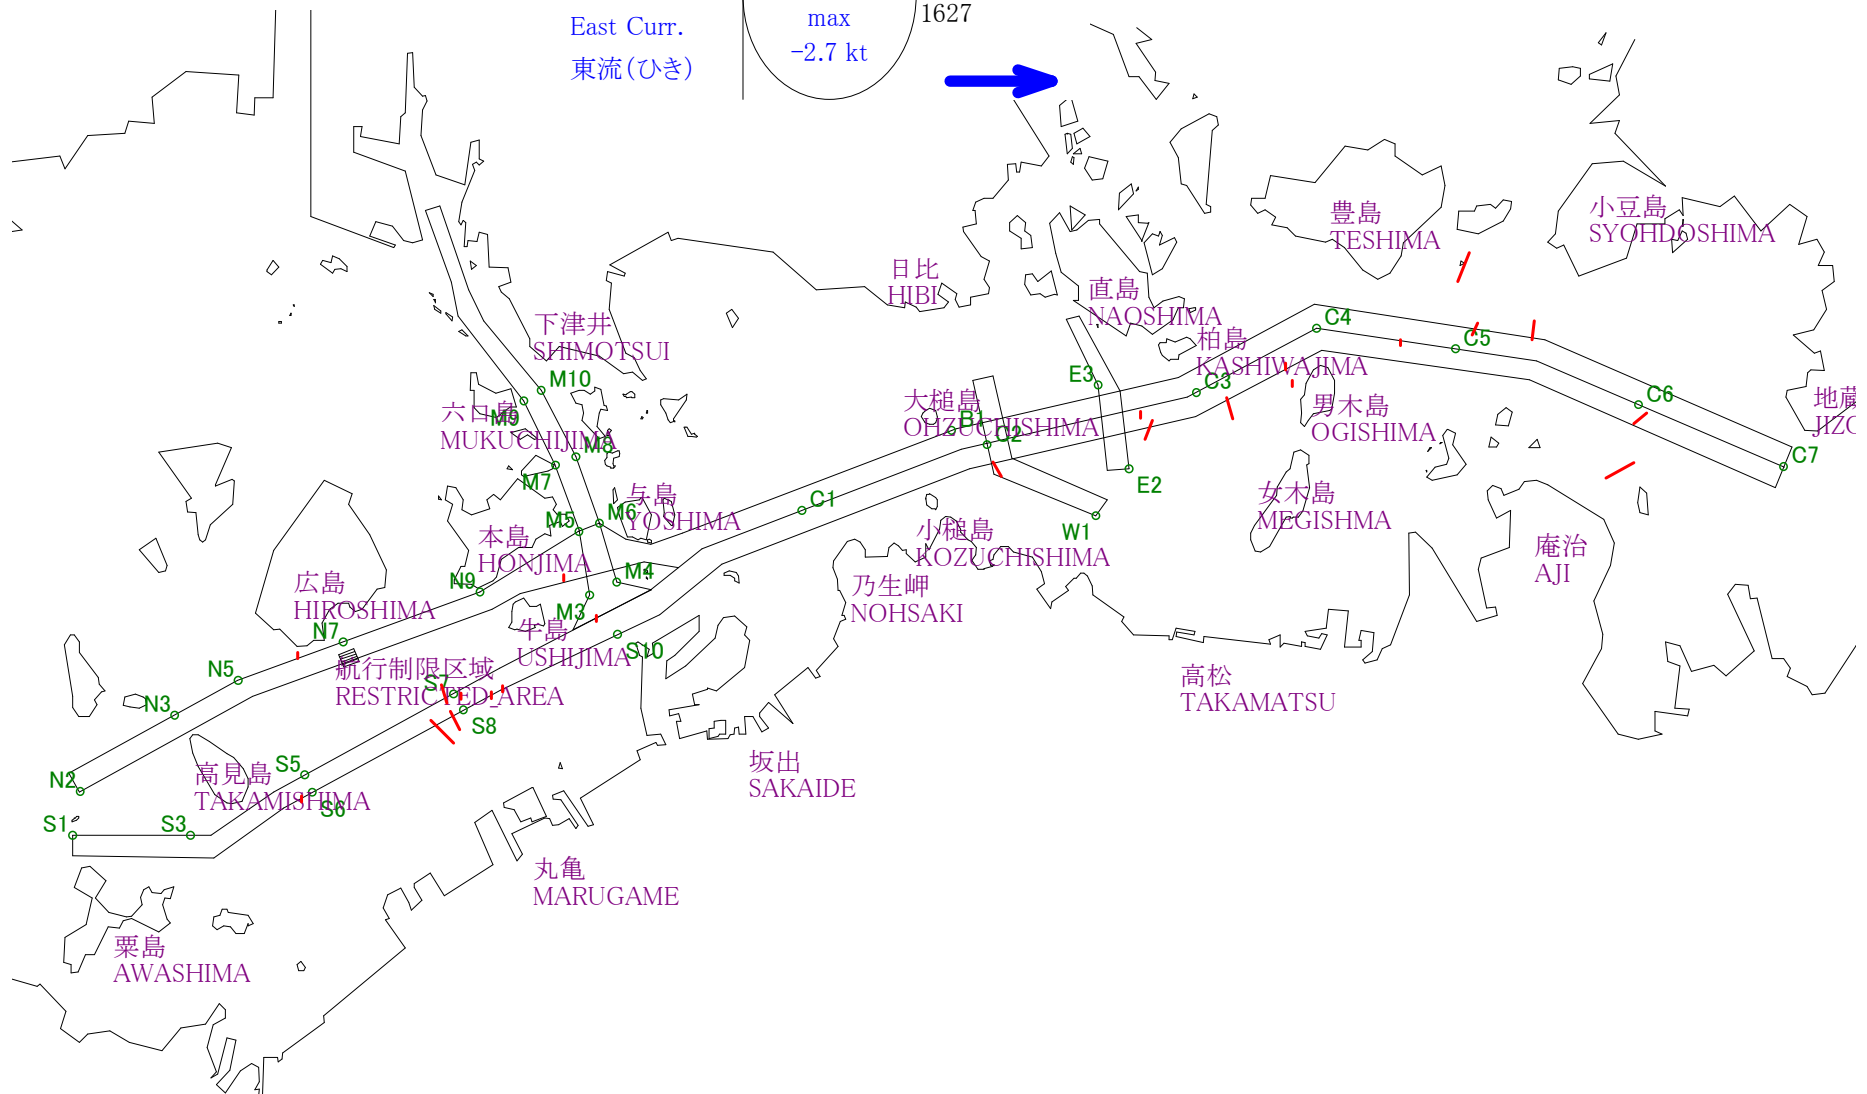 East Curr.
東流(ひき)
max
-2.7 kt
1627
豊島
TESHIMA
小豆島
SYOHDOSHIMA
日比
HIBI
直島
NAOSHIMA
柏島
KASHIWAJIMA
下津井
SHIMOTSUI
六口島
MUKUCHIJIMA
大槌島
OHZUCHISHIMA
男木島
OGISHIMA
地蔵
JIZO
与島
YOSHIMA
本島
HONJIMA
小槌島
KOZUCHISHIMA
女木島
MEGISHMA
庵治
AJI
広島
HIROSHIMA
乃生岬
NOHSAKI
牛島
USHIJIMA
航行制限区域
RESTRICTED_AREA
高松
TAKAMATSU
高見島
TAKAMISHIMA
坂出
SAKAIDE
丸亀
MARUGAME
粟島
AWASHIMA
M10
M9
M8
M7
M6
M5
M4
M3
N9
N7
N5
N3
N2
S1
S3
S5
S6
S7
S8
S10
C1
B1
C2
C3
C4
C5
C6
C7
E3
E2
W1